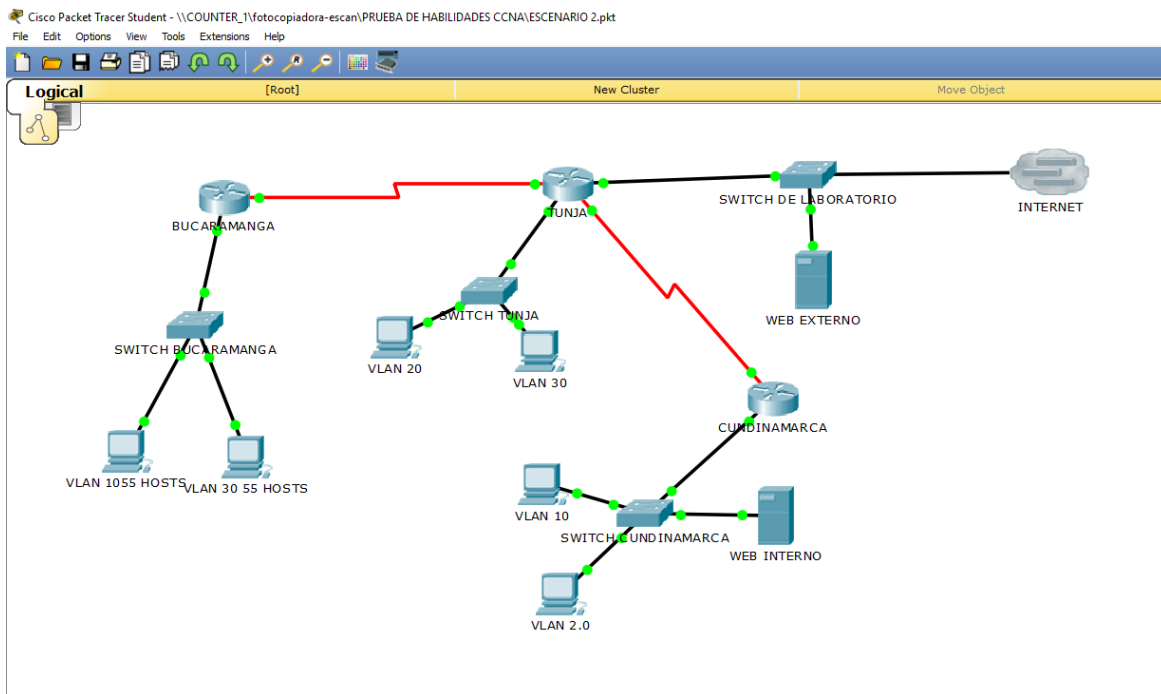 Cisco Packet Tracer Student - \\COUNTER_1\fotocopiadora-escan\PRUEBA DE HABILIDADES CCNA\ESCENARIO 2.pkt
File Edit Options View Tools Extensions Help
Logical [Root] New Cluster Move Object
BUCARAMANGA
TUNJA
SWITCH DE LABORATORIO
INTERNET
SWITCH TUNJA
WEB EXTERNO
SWITCH BUCARAMANGA
VLAN 20
VLAN 30
CUNDINAMARCA
VLAN 1055 HOSTS
VLAN 30 55 HOSTS
VLAN 10
SWITCH CUNDINAMARCA
WEB INTERNO
VLAN 2.0